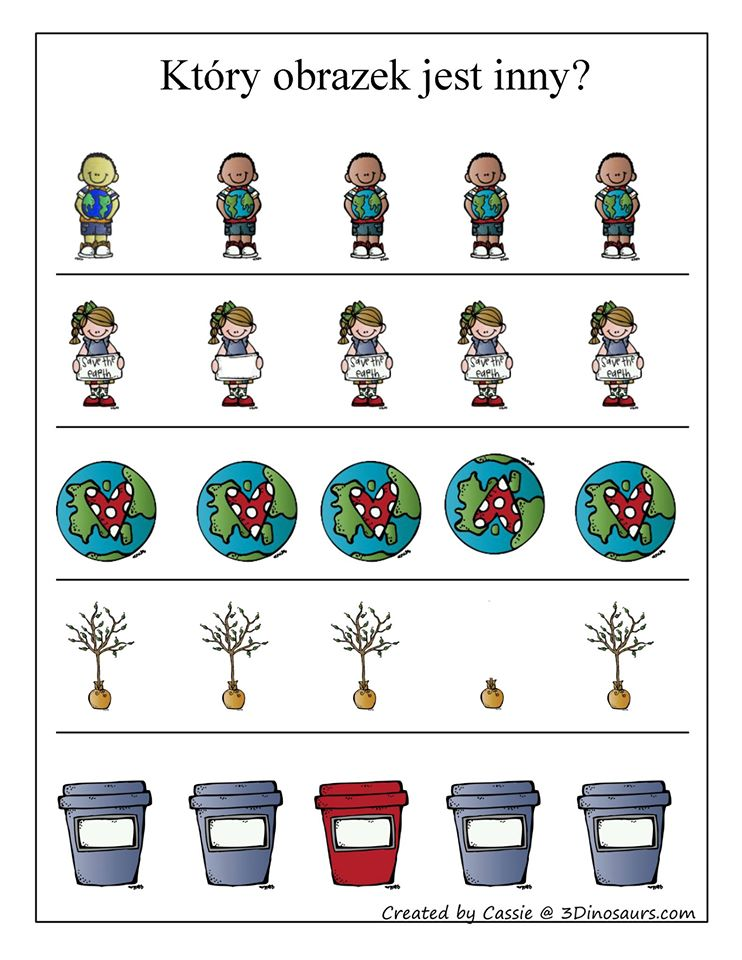 Który obrazek jest inny?
Save the
earth
Save the
earth
Save the
earth
Save the
earth
Created by Cassie @ 3Dinosaurs.com